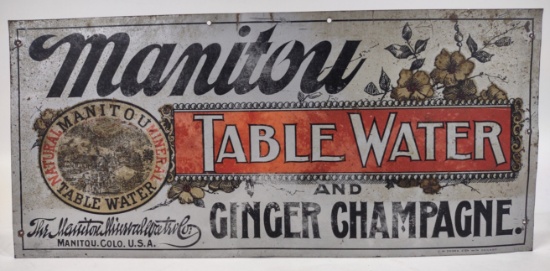 Manitou
MANITOU
NATURAL MINERAL
TABLE WATER
TABLE WATER
AND
GINGER CHAMPAGNE.
The Manitou Mineral Water Co
MANITOU. COLO. U.S.A.